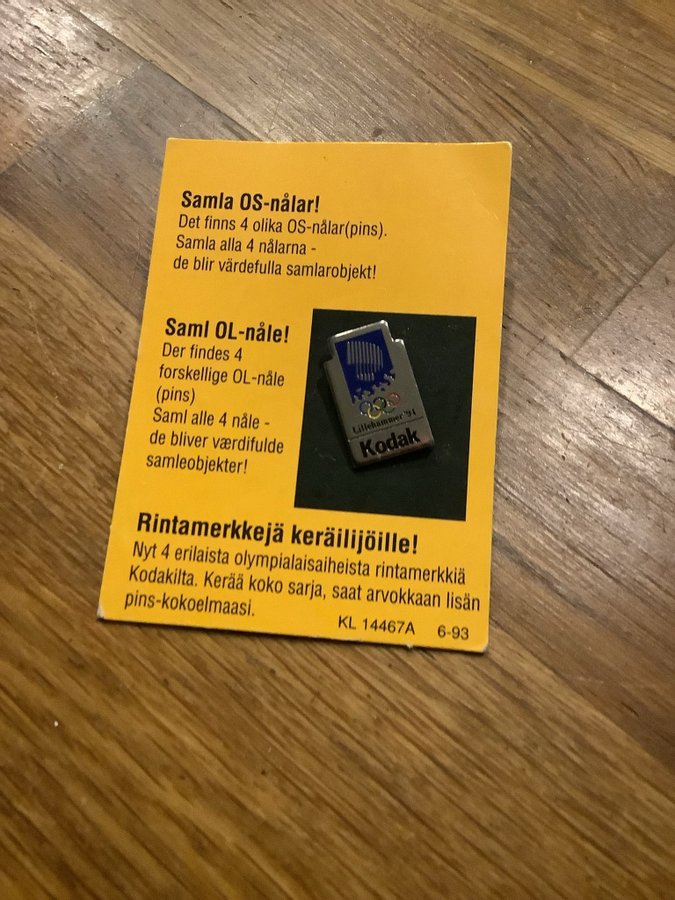 Samla OS-nålar!
Det finns 4 olika OS-nålar(pins).
Samla alla 4 nålarna -
de blir värdefulla samlarobjekt!
Saml OL-nåle!
Der findes 4
forskellige OL-nåle
(pins)
Saml alle 4 nåle -
de bliver værdifulde
samleobjekter!
Lillehammer'94
Kodak
Rintamerkkejä keräilijöille!
Nyt 4 erilaista olympialaisaiheista rintamerkkiä
Kodakilta. Kerää koko sarja, saat arvokkaan lisän
pins-kokoelmaasi.
KL 14467A 6-93